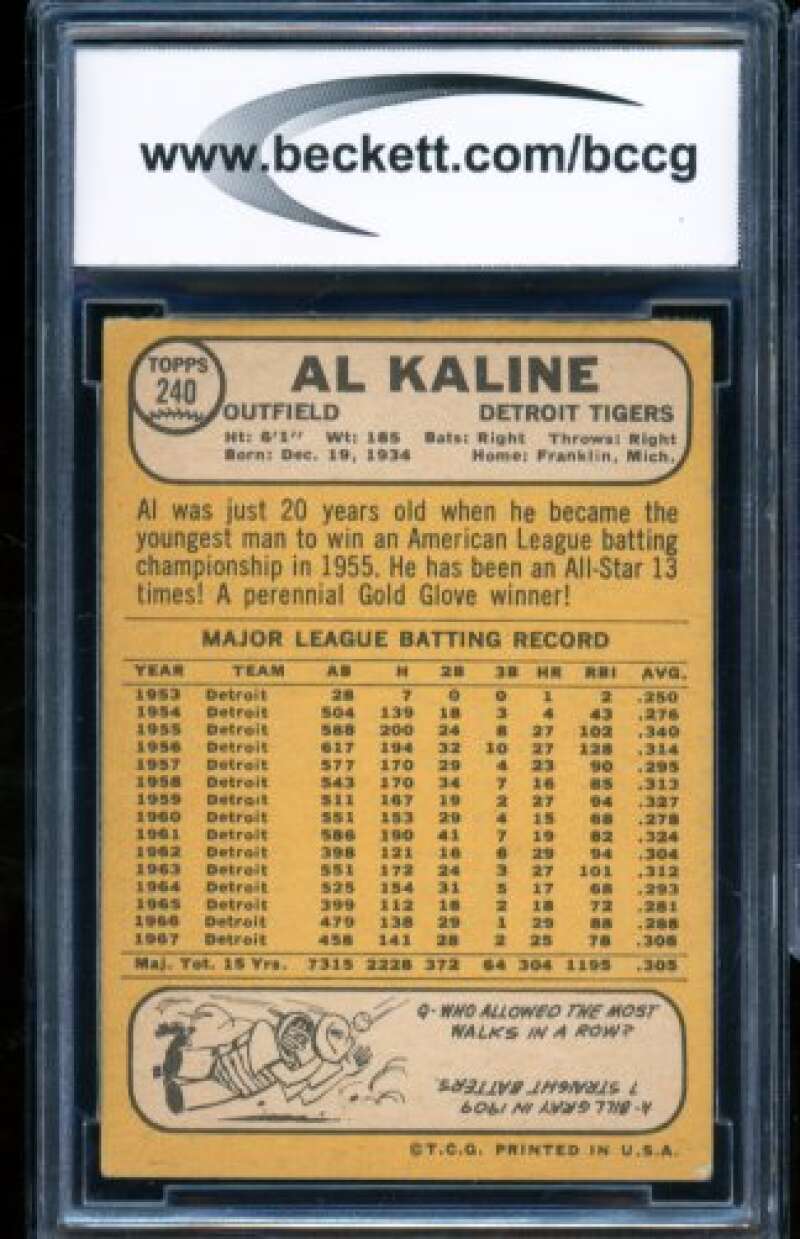 www.beckett.com/bccg
TOPPS
240
AL KALINE
OUTFIELD DETROIT TIGERS
Ht: 6'1" Wt: 185 Bats: Right Throws: Right
Born: Dec. 19, 1934 Home: Franklin, Mich.
Al was just 20 years old when he became the
youngest man to win an American League batting
championship in 1955. He has been an All-Star 13
times! A perennial Gold Glove winner!
MAJOR LEAGUE BATTING RECORD
YEAR TEAM AB H 2B 3B HR RBI AVG.
1953 Detroit 28 7 0 0 1 2 .250
1954 Detroit 504 139 18 3 4 43 .276
1955 Detroit 588 200 24 8 27 102 .340
1956 Detroit 617 194 32 10 27 128 .314
1957 Detroit 577 170 29 4 23 90 .295
1958 Detroit 543 170 34 7 16 85 .313
1959 Detroit 511 167 19 2 27 94 .327
1960 Detroit 551 153 29 4 15 68 .278
1961 Detroit 586 190 41 7 19 82 .324
1962 Detroit 398 121 16 6 29 94 .304
1963 Detroit 551 172 24 3 27 101 .312
1964 Detroit 525 154 31 5 17 68 .293
1965 Detroit 399 112 18 2 18 72 .281
1966 Detroit 479 138 29 1 29 88 .288
1967 Detroit 458 141 28 2 25 78 .308
Maj. Tot. 15 Yrs. 7315 2228 372 64 304 1195 .305
Q- WHO ALLOWED THE MOST
WALKS IN A ROW?
A- BILL GRAY IN 1909
7 STRAIGHT BATTERS.
©T.C.G. PRINTED IN U.S.A.